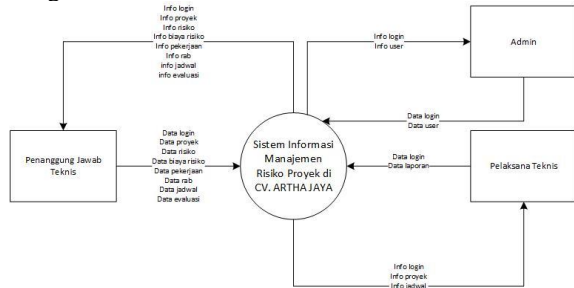 Info login
Info proyek
Info risiko
Info biaya risiko
Info pekerjaan
Info rab
info jadwal
info evaluasi
Info login
Info user
Admin
Data login
Data user
Penanggung Jawab
Teknis
Data login
Data proyek
Data risiko
Data biaya risiko
Data pekerjaan
Data rab
Data jadwal
Data evaluasi
Sistem Informasi
Manajemen
Risiko Proyek di
CV. ARTHA JAYA
Data login
Data laporan
Pelaksana Teknis
Info login
Info proyek
Info jadwal